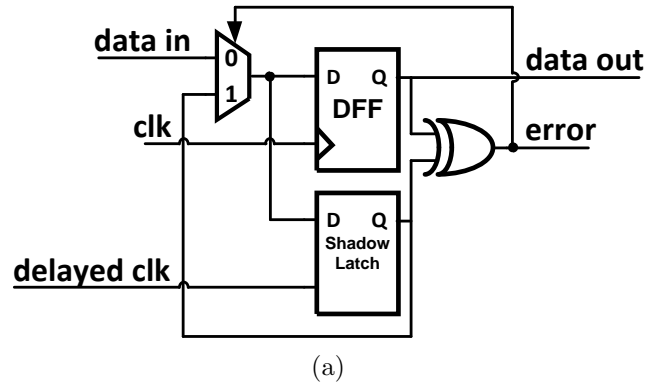 data in
0
1
clk
D Q
DFF
data out
error
D Q
Shadow
Latch
delayed clk
(a)